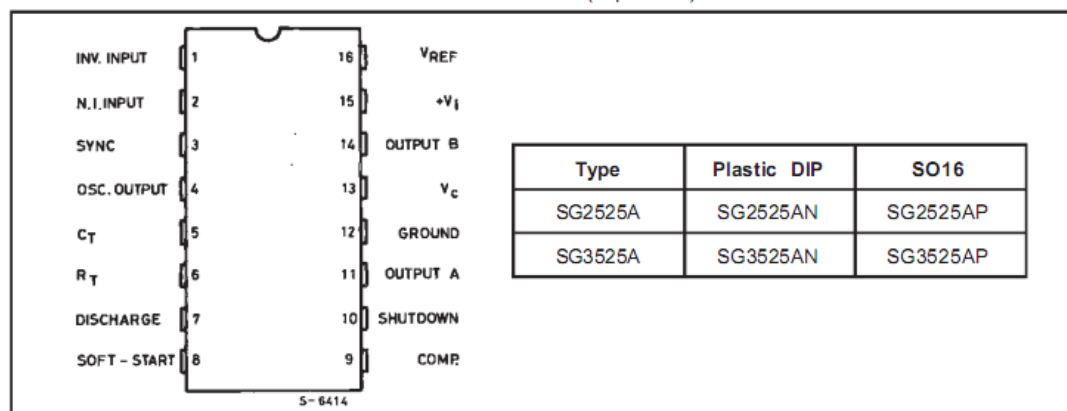 INV. INPUT 1 16 VREF
N.I. INPUT 2 15 +Vi
SYNC 3 14 OUTPUT B
OSC. OUTPUT 4 13 Vc
CT 5 12 GROUND
RT 6 11 OUTPUT A
DISCHARGE 7 10 SHUTDOWN
SOFT - START 8 9 COMP.
S-6414
Type Plastic DIP SO16
SG2525A SG2525AN SG2525AP
SG3525A SG3525AN SG3525AP